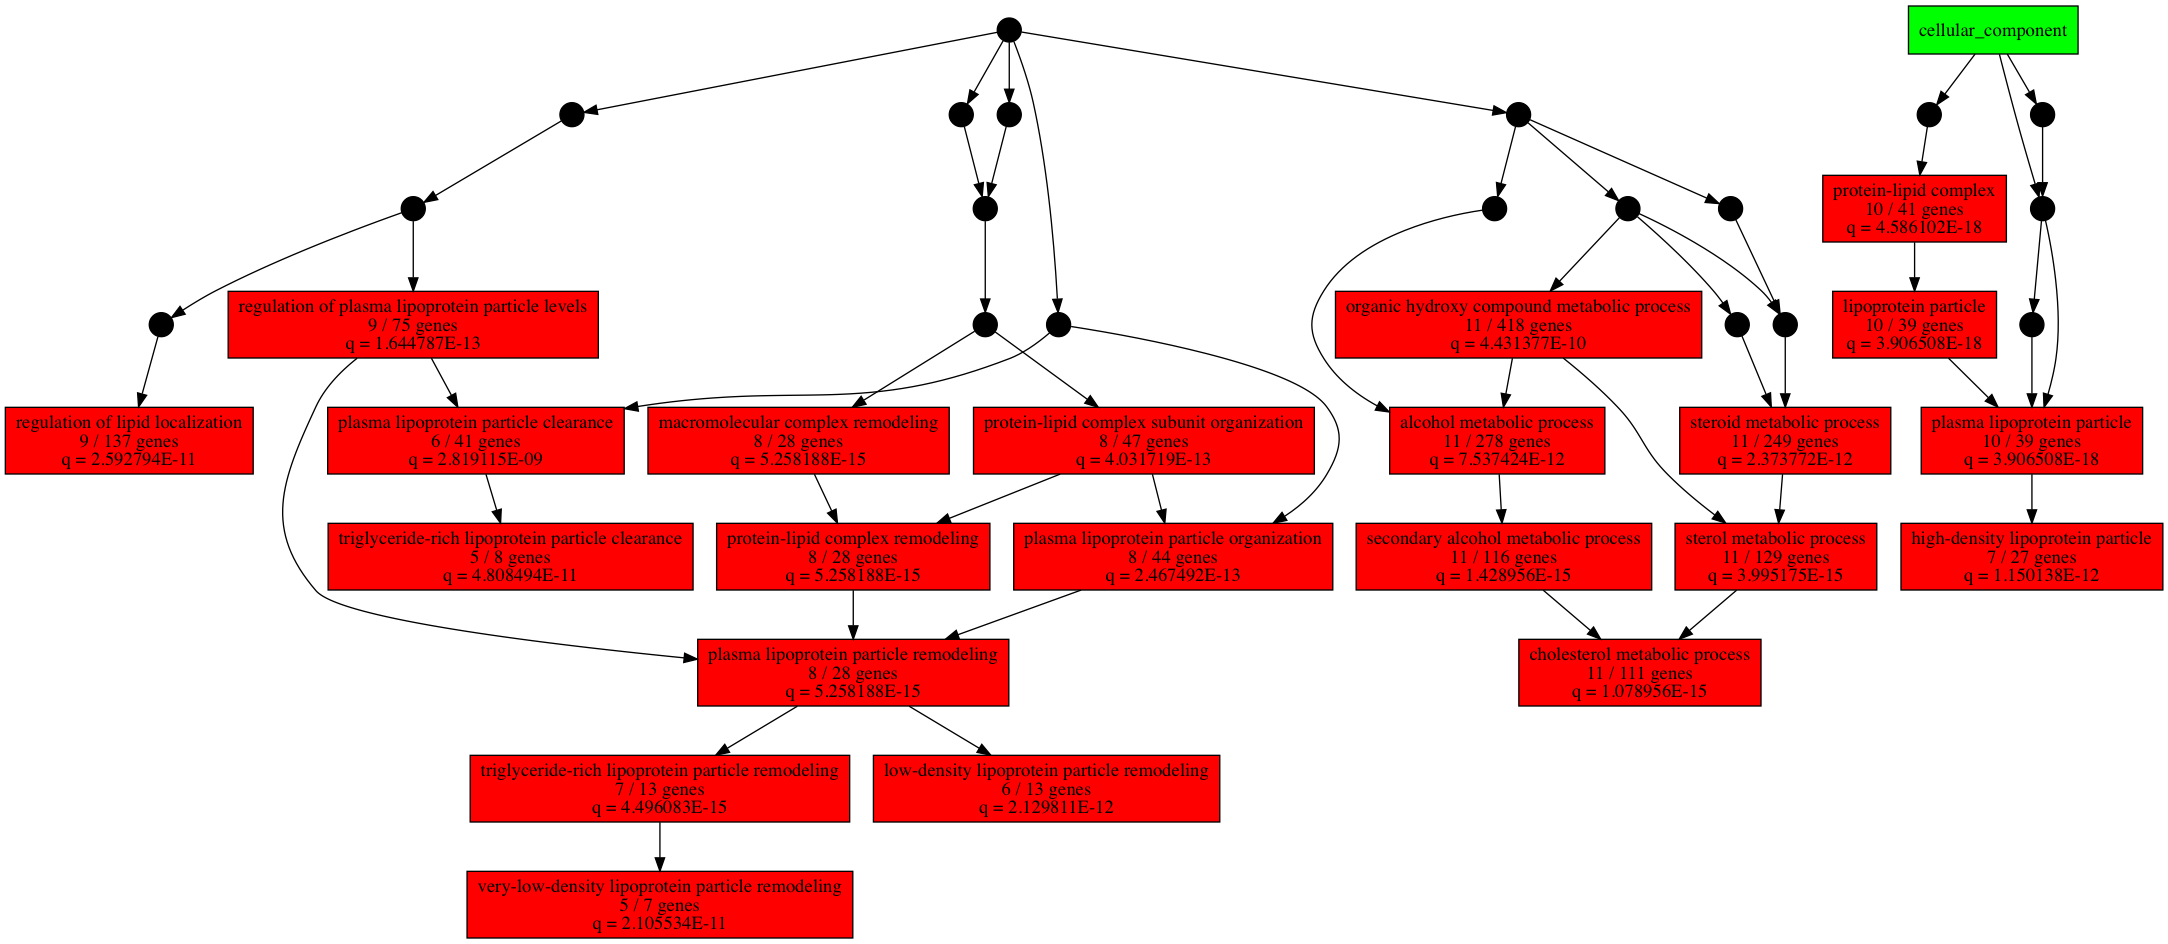 cellular_component
protein-lipid complex
10 / 41 genes
q = 4.586102E-18
regulation of plasma lipoprotein particle levels
9 / 75 genes
q = 1.644787E-13
organic hydroxy compound metabolic process
11 / 418 genes
q = 4.431377E-10
lipoprotein particle
10 / 39 genes
q = 3.906508E-18
regulation of lipid localization
9 / 137 genes
q = 2.592794E-11
plasma lipoprotein particle clearance
6 / 41 genes
q = 2.819115E-09
macromolecular complex remodeling
8 / 28 genes
q = 5.258188E-15
protein-lipid complex subunit organization
8 / 47 genes
q = 4.031719E-13
alcohol metabolic process
11 / 278 genes
q = 7.537424E-12
steroid metabolic process
11 / 249 genes
q = 2.373772E-12
plasma lipoprotein particle
10 / 39 genes
q = 3.906508E-18
triglyceride-rich lipoprotein particle clearance
5 / 8 genes
q = 4.808494E-11
protein-lipid complex remodeling
8 / 28 genes
q = 5.258188E-15
plasma lipoprotein particle organization
8 / 44 genes
q = 2.467492E-13
secondary alcohol metabolic process
11 / 116 genes
q = 1.428956E-15
sterol metabolic process
11 / 129 genes
q = 3.995175E-15
high-density lipoprotein particle
7 / 27 genes
q = 1.150138E-12
plasma lipoprotein particle remodeling
8 / 28 genes
q = 5.258188E-15
cholesterol metabolic process
11 / 111 genes
q = 1.078956E-15
triglyceride-rich lipoprotein particle remodeling
7 / 13 genes
q = 4.496083E-15
low-density lipoprotein particle remodeling
6 / 13 genes
q = 2.129811E-12
very-low-density lipoprotein particle remodeling
5 / 7 genes
q = 2.105534E-11